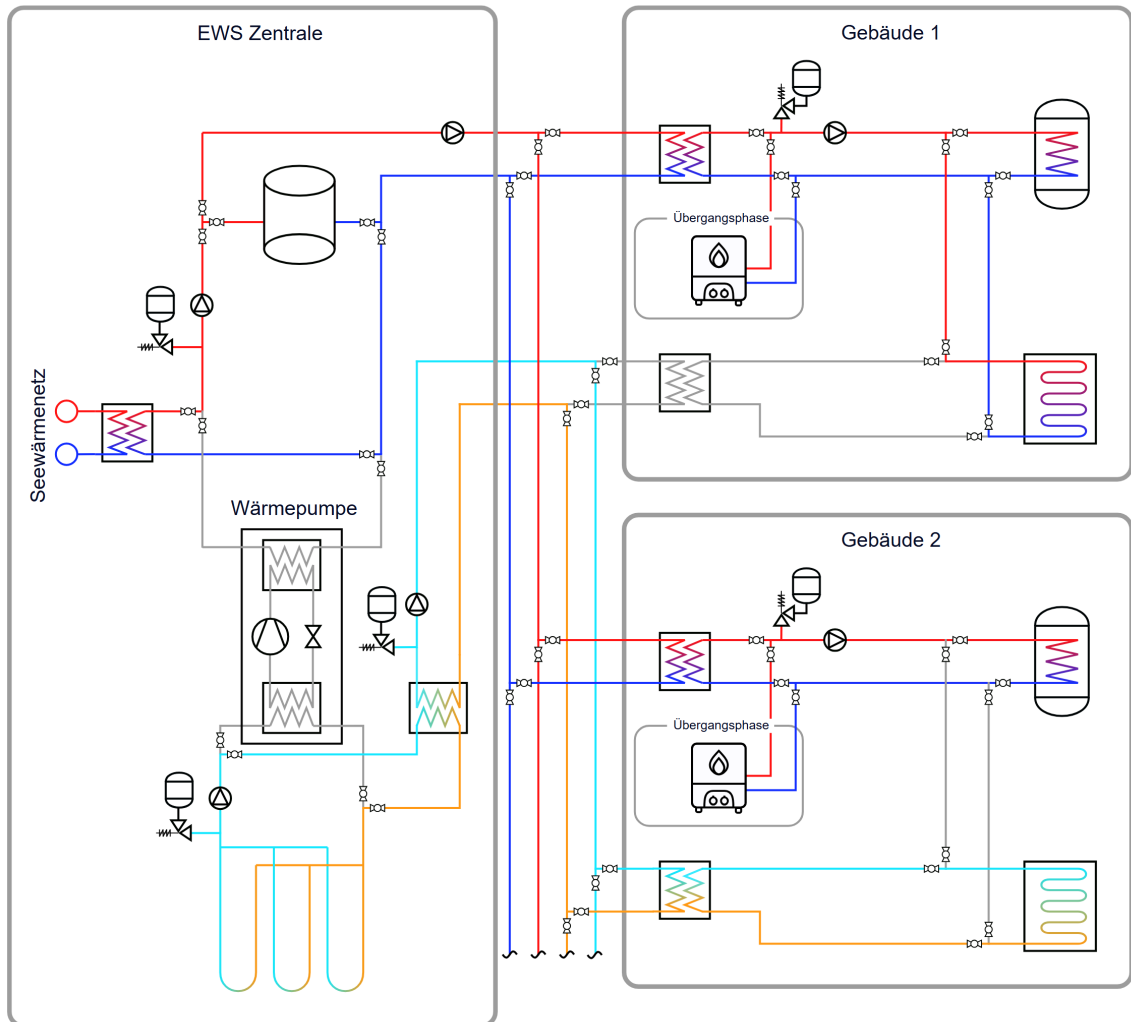 EWS Zentrale
Gebäude 1
Übergangsphase
Seewärmenetz
Wärmepumpe
Gebäude 2
Übergangsphase